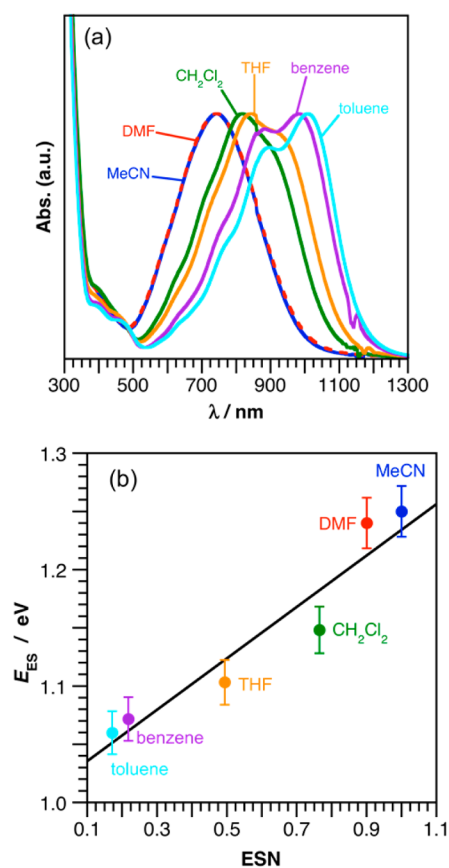 (a)
CH2Cl2
THF
benzene
toluene
DMF
MeCN
Abs. (a.u.)
300 500 700 900 1100 1300
λ / nm
(b)
1.3
1.2
1.1
1.0
EES / eV
MeCN
DMF
CH2Cl2
THF
benzene
toluene
0.1 0.3 0.5 0.7 0.9 1.1
ESN